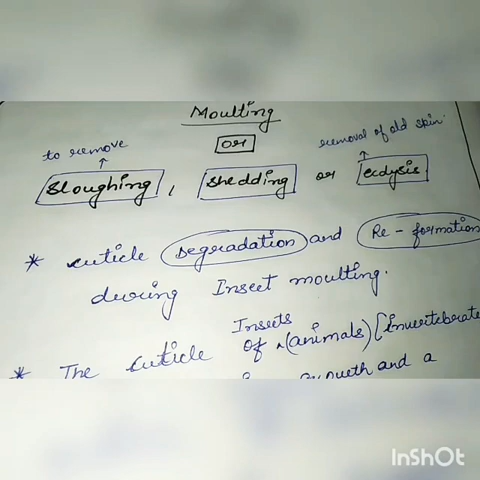 Moulting
OR
to remove
removal of old skin.
Sloughing, shedding or ecdysis
* cuticle Degradation and Re-formation
during Insect moulting.
Insects
* The cuticle of (animals) [invertebrate
growth and a
InShOt